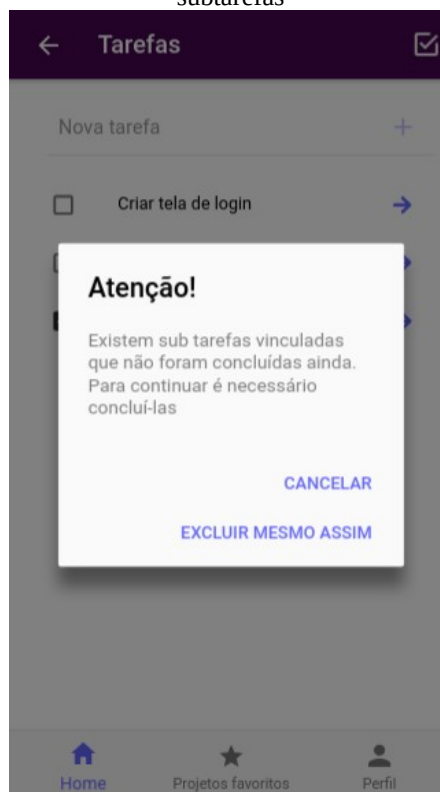 subtarefas
Tarefas
Nova tarefa
Criar tela de login
Atenção!
Existem sub tarefas vinculadas
que não foram concluídas ainda.
Para continuar é necessário
concluí-las
CANCELAR
EXCLUIR MESMO ASSIM
Home
Projetos favoritos
Perfil